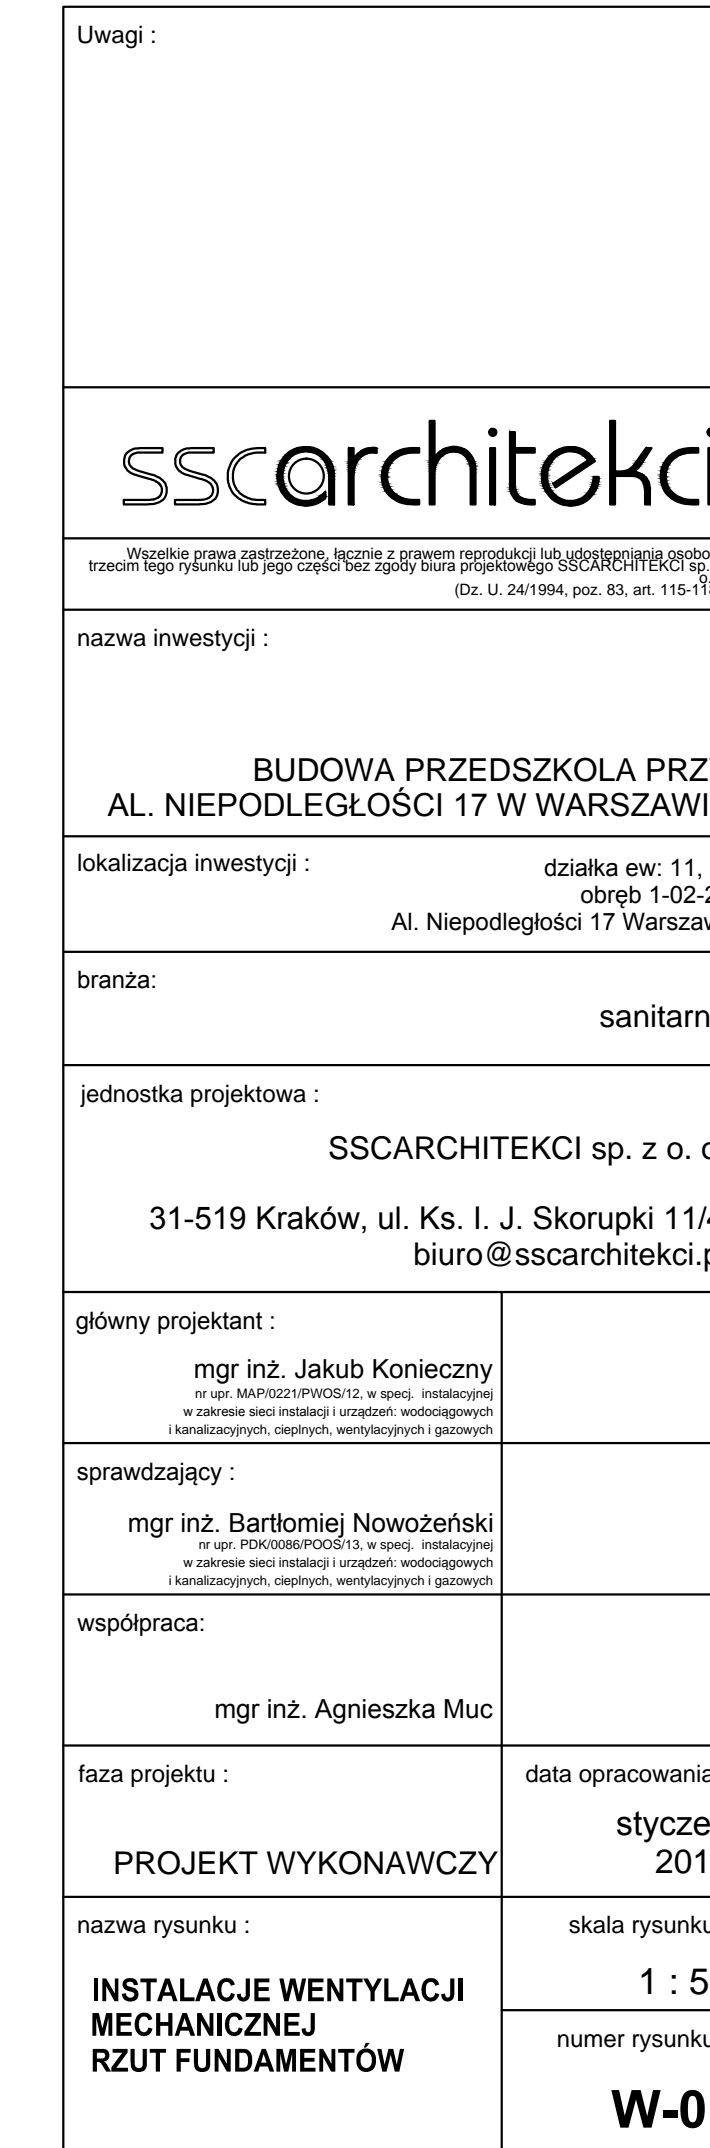 Uwagi :
sscarchitekci
Wszelkie prawa zastrzeżone, łącznie z prawem reprodukcji lub udostępniania osobo
trzecim tego rysunku lub jego części bez zgody biura projektowego SSCARCHITEKCI sp.
o.
(Dz. U. 24/1994, poz. 83, art. 115-118
nazwa inwestycji :
BUDOWA PRZEDSZKOLA PRZY
AL. NIEPODLEGŁOŚCI 17 W WARSZAWI
lokalizacja inwestycji :
działka ew: 11,
obręb 1-02-2
Al. Niepodległości 17 Warszaw
branża:
sanitarn
jednostka projektowa :
SSCARCHITEKCI sp. z o. o
31-519 Kraków, ul. Ks. I. J. Skorupki 11/4
biuro@sscarchitekci.p
główny projektant :
mgr inż. Jakub Konieczny
nr upr. MAP/0221/PWOS/12, w specj. instalacyjnej
w zakresie sieci instalacji i urządzeń: wodociągowych
i kanalizacyjnych, cieplnych, wentylacyjnych i gazowych
sprawdzający :
mgr inż. Bartłomiej Nowożeński
nr upr. PDK/0086/POOS/13, w specj. instalacyjnej
w zakresie sieci instalacji i urządzeń: wodociągowych
i kanalizacyjnych, cieplnych, wentylacyjnych i gazowych
współpraca:
mgr inż. Agnieszka Muc
faza projektu :
PROJEKT WYKONAWCZY
data opracowania
stycze
201
nazwa rysunku :
INSTALACJE WENTYLACJI
MECHANICZNEJ
RZUT FUNDAMENTÓW
skala rysunku
1 : 5
numer rysunku
W-0